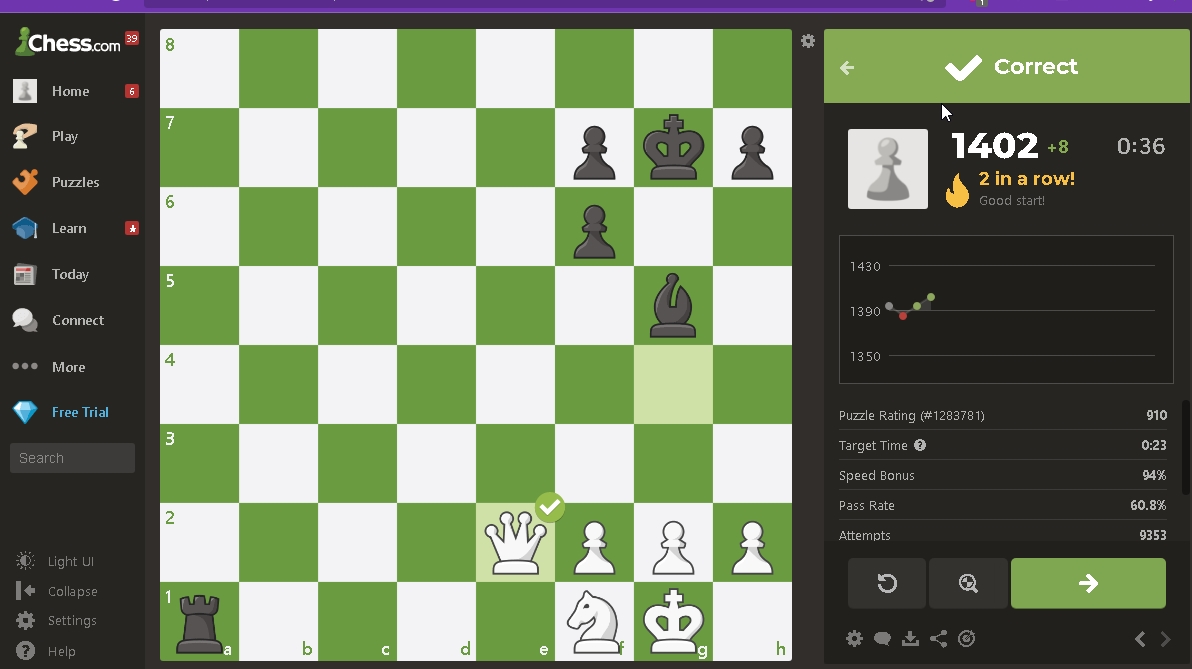 Chess.com
39
Home
6
Play
Puzzles
Learn
Today
Connect
More
Free Trial
Search
Light UI
Collapse
Settings
Help
8
7
6
5
4
3
2
1
a
b
c
d
e
f
g
h
Correct
1402 +8
0:36
2 in a row!
Good start!
1430
1390
1350
Puzzle Rating (#1283781) 910
Target Time ? 0:23
Speed Bonus 94%
Pass Rate 60.8%
Attempts 9353